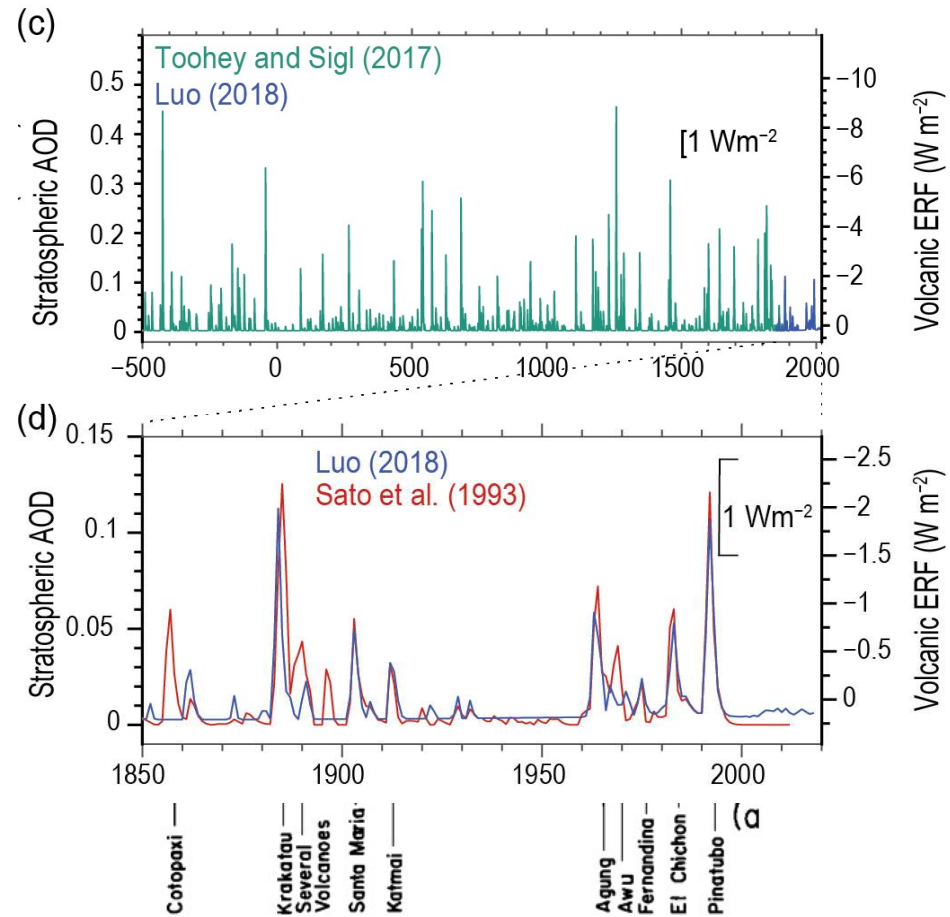 (c)
Toohey and Sigl (2017)
Luo (2018)
[1 Wm⁻²
Stratospheric AOD
0.5
0.4
0.3
0.2
0.1
0
−10
−8
−6
−4
−2
0
Volcanic ERF (W m⁻²)
−500
0
500
1000
1500
2000
(d)
Luo (2018)
Sato et al. (1993)
1 Wm⁻²
Stratospheric AOD
0.15
0.1
0.05
0
−2.5
−2
−1.5
−1
−0.5
0
Volcanic ERF (W m⁻²)
1850
1900
1950
2000
Cotopaxi
Krakatau
Several
Volcanoes
Santa Maria
Katmai
Agung
Awu
Fernandina
El Chichon
Pinatubo
(a